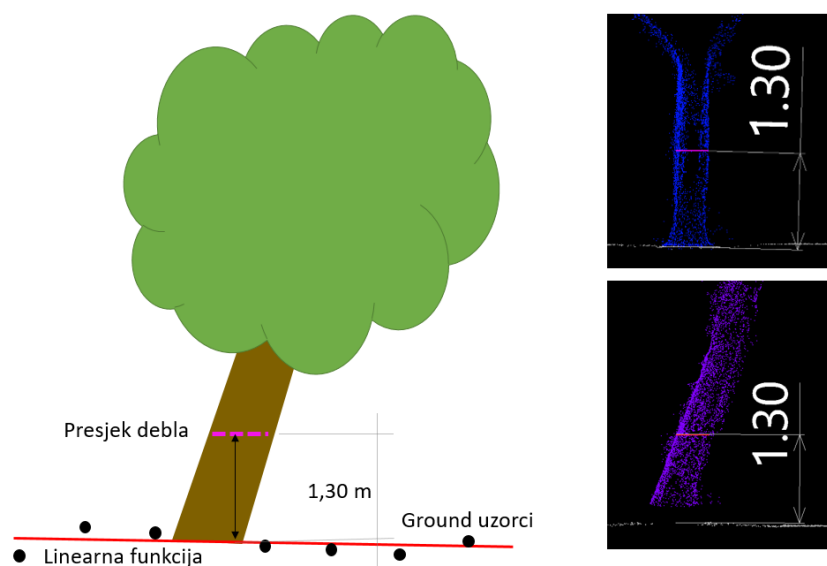 1.30
Presjek debla
1.30
1,30 m
Ground uzorci
Linearna funkcija